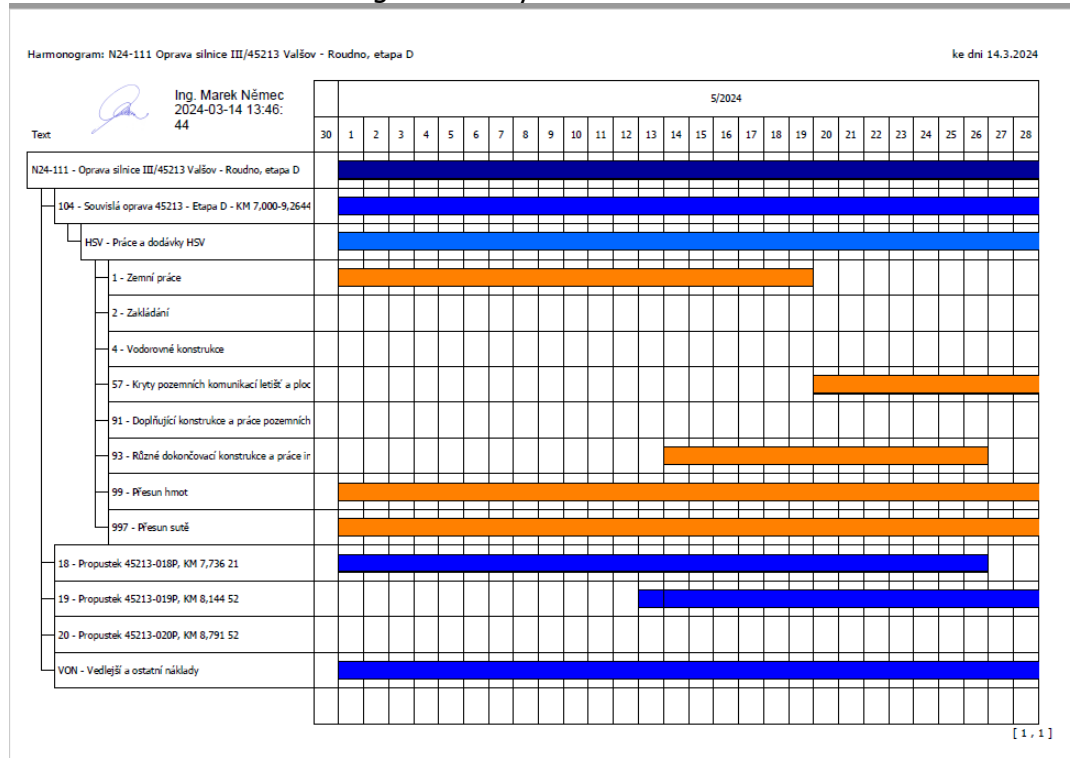 Harmonogram: N24-111 Oprava silnice III/45213 Valšov - Roudno, etapa D
ke dni 14.3.2024
Ing. Marek Němec
2024-03-14 13:46:
44
5/2024
Text
30 1 2 3 4 5 6 7 8 9 10 11 12 13 14 15 16 17 18 19 20 21 22 23 24 25 26 27 28
N24-111 - Oprava silnice III/45213 Valšov - Roudno, etapa D
104 - Souvislá oprava 45213 - Etapa D - KM 7,000-9,2644
HSV - Práce a dodávky HSV
1 - Zemní práce
2 - Zakládání
4 - Vodorovné konstrukce
57 - Kryty pozemních komunikací letišť a ploc
91 - Doplňující konstrukce a práce pozemních
93 - Různé dokončovací konstrukce a práce ir
99 - Přesun hmot
997 - Přesun sutě
18 - Propustek 45213-018P, KM 7,736 21
19 - Propustek 45213-019P, KM 8,144 52
20 - Propustek 45213-020P, KM 8,791 52
VON - Vedlejší a ostatní náklady
[ 1 , 1 ]